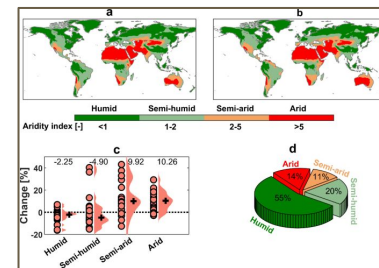 a
b
Humid Semi-humid Semi-arid Arid
Aridity index [-] <1 1-2 2-5 >5
c
d
-2.25 -4.90 9.92 10.26
Change [%]
40
20
0
-20
Humid Semi-humid Semi-arid Arid
Arid 14%
Semi-arid 11%
Semi-humid 20%
Humid 55%